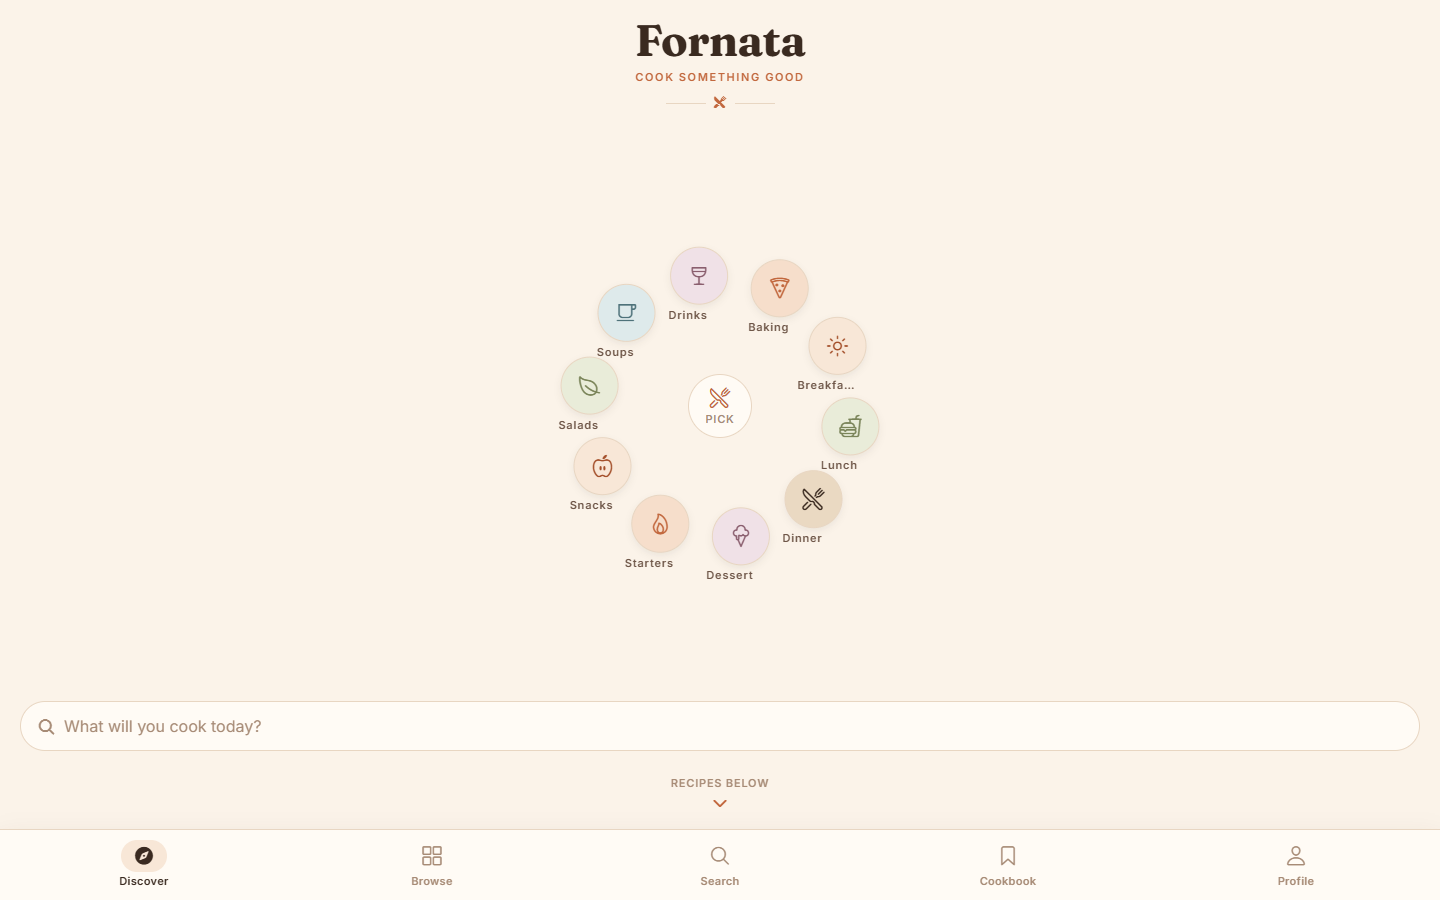 Fornata
COOK SOMETHING GOOD
Drinks
Baking
Soups
Breakfa...
PICK
Salads
Lunch
Snacks
Dinner
Starters
Dessert
What will you cook today?
RECIPES BELOW
Discover
Browse
Search
Cookbook
Profile